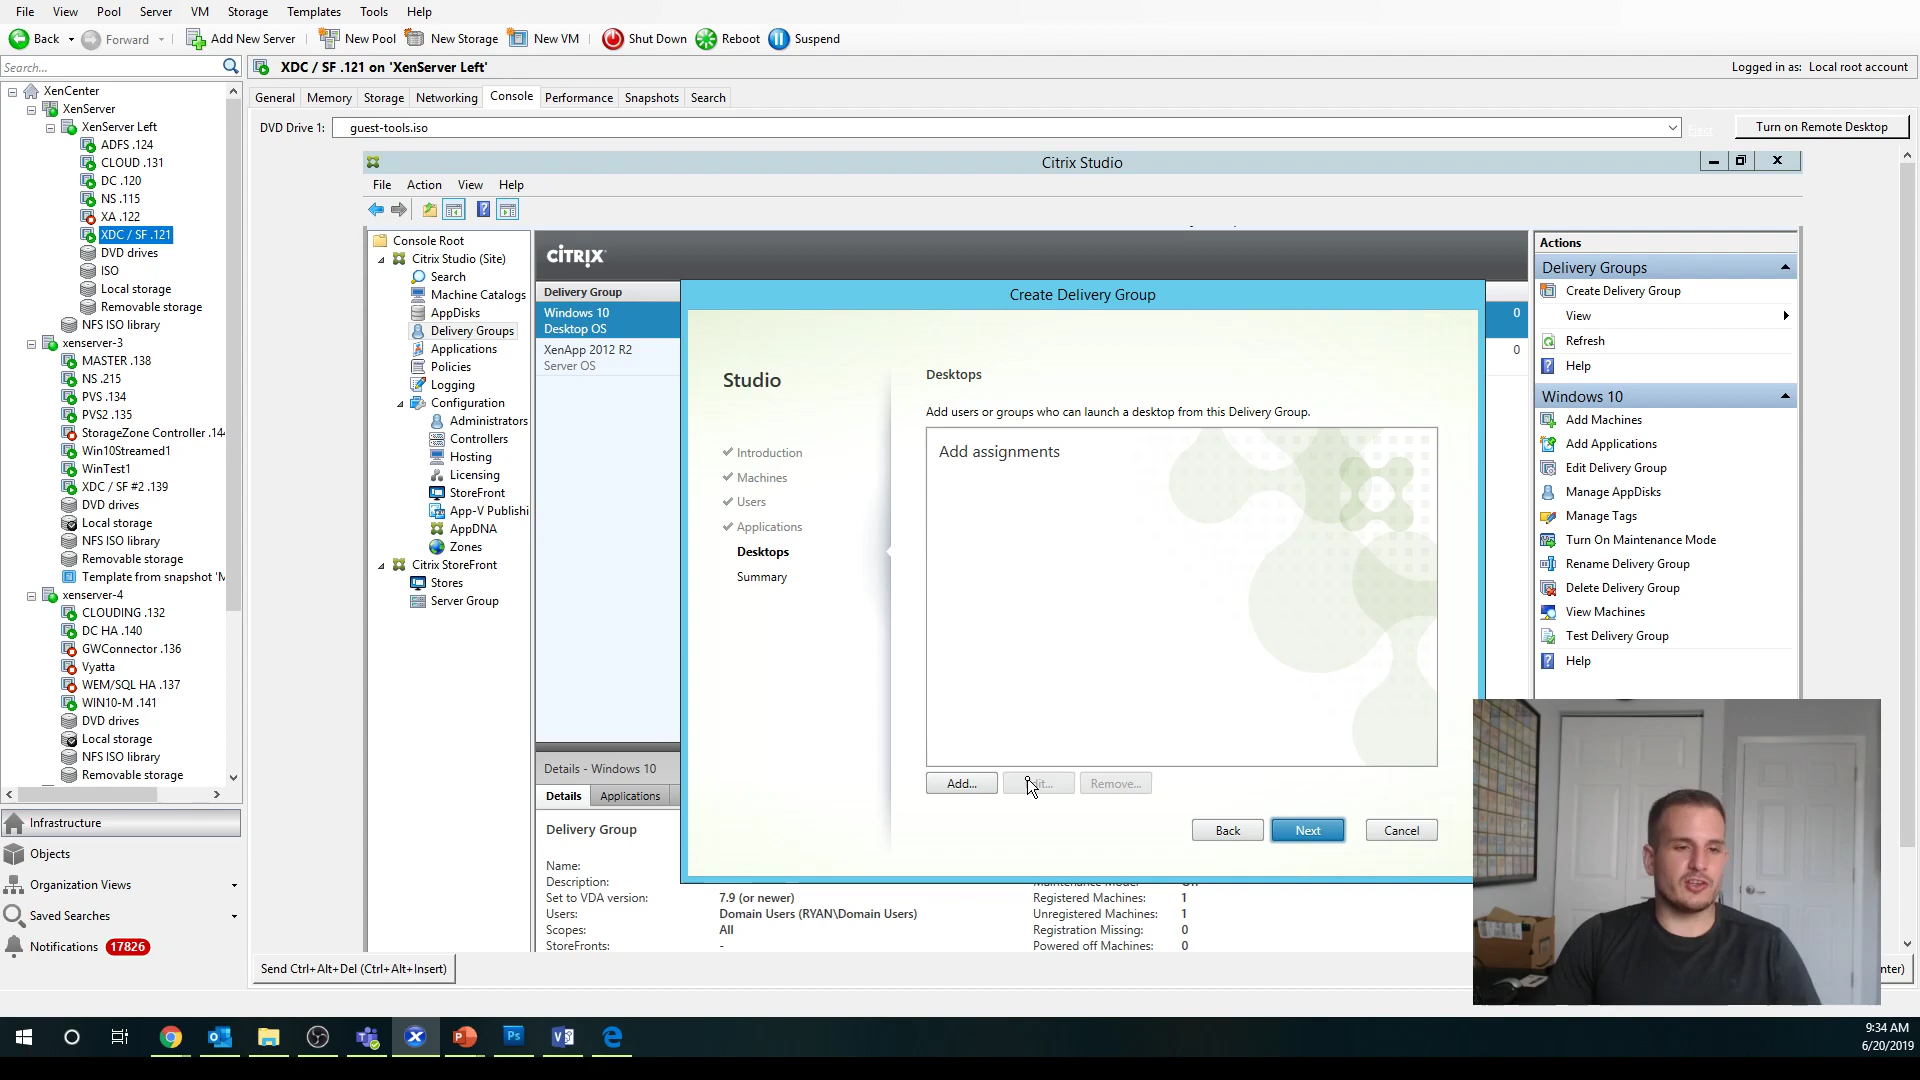 File View Pool Server VM Storage Templates Tools Help
Back Forward Add New Server New Pool New Storage New VM Shut Down Reboot Suspend
Search...
XDC / SF .121 on 'XenServer Left'
Logged in as: Local root account
XenCenter
XenServer
XenServer Left
ADFS .124
CLOUD .131
DC .120
NS .115
XA .122
XDC / SF .121
DVD drives
ISO
Local storage
Removable storage
NFS ISO library
xenserver-3
MASTER .138
NS .215
PVS .134
PVS2 .135
StorageZone Controller .144
Win10Streamed1
WinTest1
XDC / SF #2 .139
DVD drives
Local storage
NFS ISO library
Removable storage
Template from snapshot 'M
xenserver-4
CLOUDING .132
DC HA .140
GWConnector .136
Vyatta
WEM/SQL HA .137
WIN10-M .141
DVD drives
Local storage
NFS ISO library
Removable storage
Infrastructure
Objects
Organization Views
Saved Searches
Notifications 17826
General Memory Storage Networking Console Performance Snapshots Search
DVD Drive 1: guest-tools.iso Eject Turn on Remote Desktop
Citrix Studio
File Action View Help
Console Root
Citrix Studio (Site)
Search
Machine Catalogs
AppDisks
Delivery Groups
Applications
Policies
Logging
Configuration
Administrators
Controllers
Hosting
Licensing
StoreFront
App-V Publishi
AppDNA
Zones
Citrix StoreFront
Stores
Server Group
CITRIX
Delivery Group
Windows 10 0
Desktop OS
XenApp 2012 R2 0
Server OS
Create Delivery Group
Studio
Introduction
Machines
Users
Applications
Desktops
Summary
Desktops
Add users or groups who can launch a desktop from this Delivery Group.
Add assignments
Add... Remove...
Back Next Cancel
Details - Windows 10
Details Applications
Delivery Group
Name:
Description:
Set to VDA version: 7.9 (or newer)
Users: Domain Users (RYAN\Domain Users)
Scopes: All
StoreFronts: -
Registered Machines: 1
Unregistered Machines: 1
Registration Missing: 0
Powered off Machines: 0
Actions
Delivery Groups
Create Delivery Group
View
Refresh
Help
Windows 10
Add Machines
Add Applications
Edit Delivery Group
Manage AppDisks
Manage Tags
Turn On Maintenance Mode
Rename Delivery Group
Delete Delivery Group
View Machines
Test Delivery Group
Help
Send Ctrl+Alt+Del (Ctrl+Alt+Insert)
nter)
9:34 AM
6/20/2019